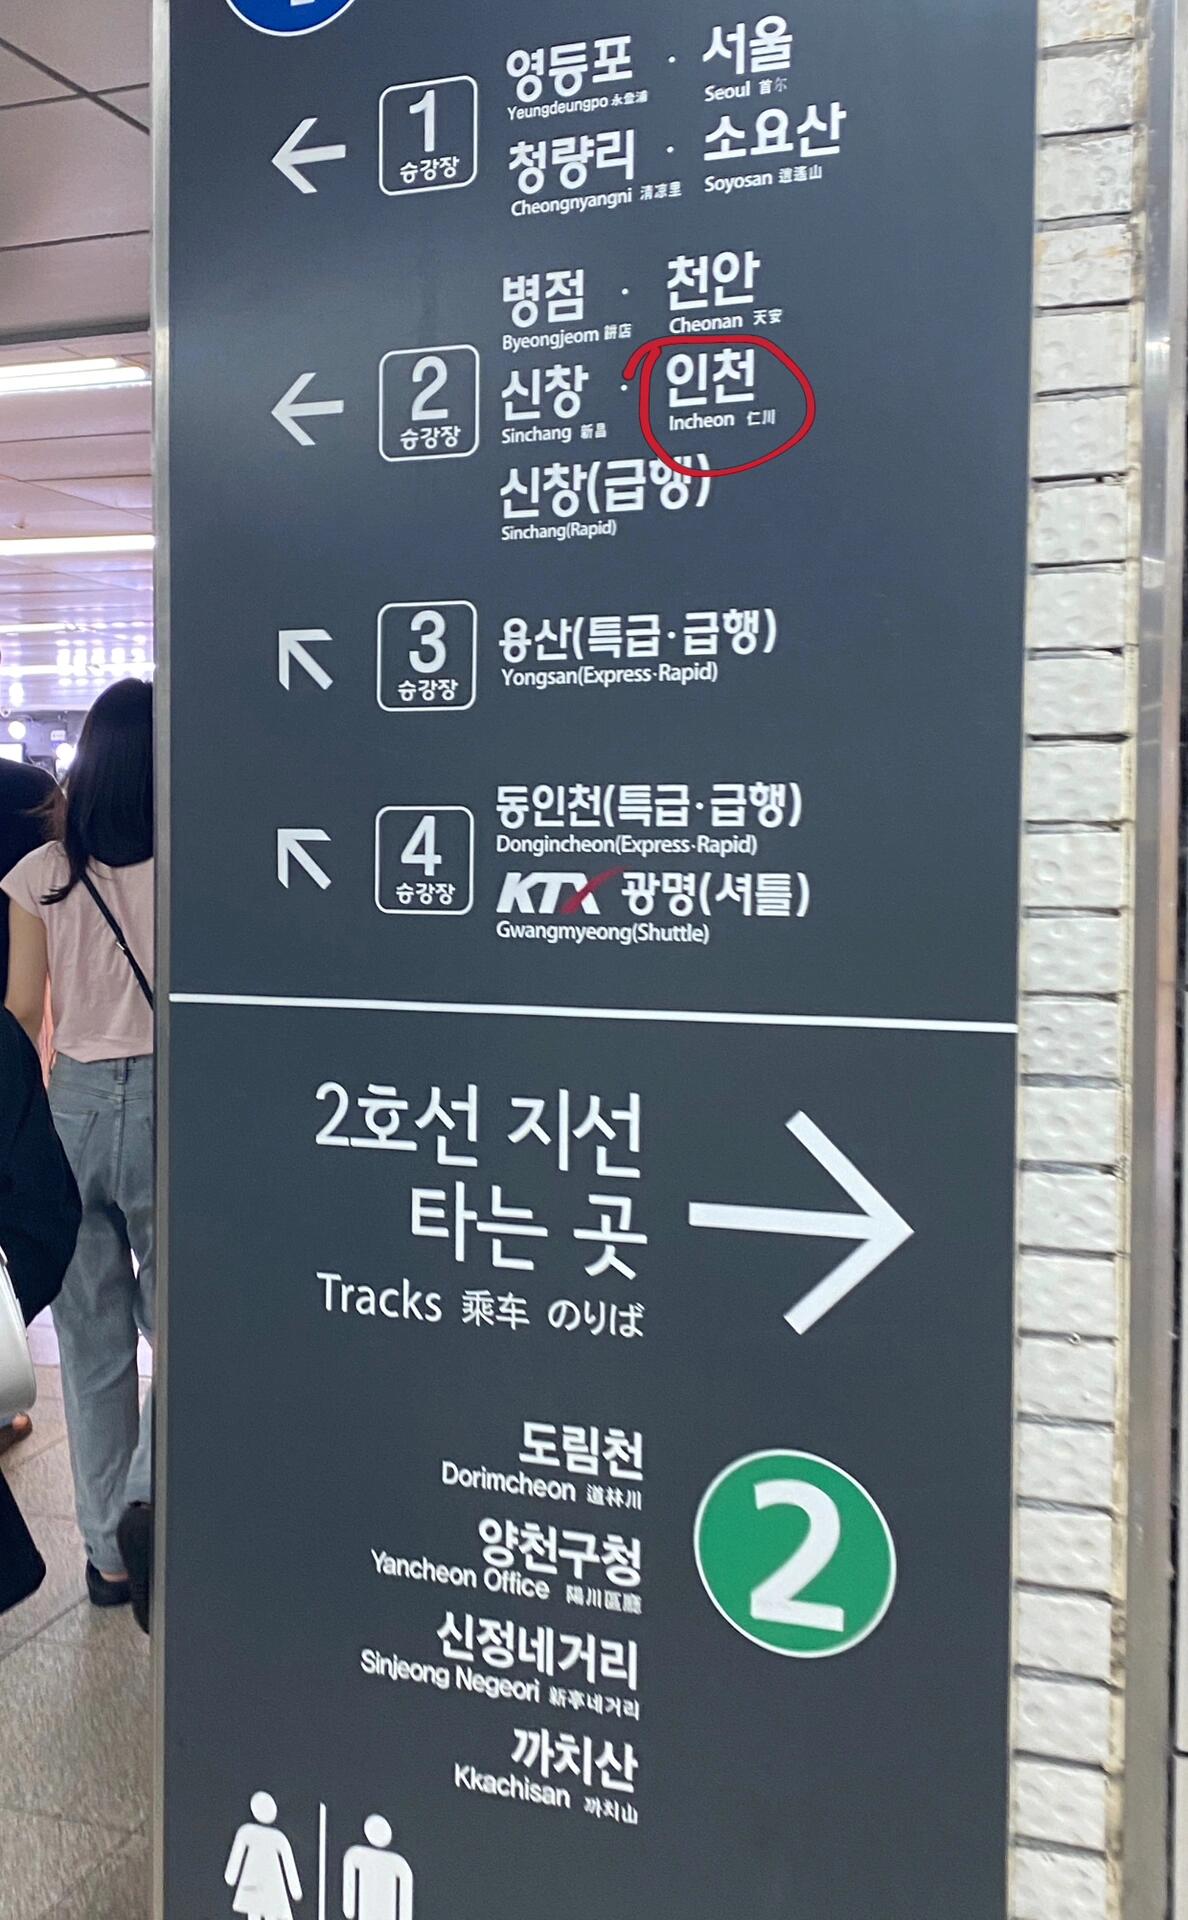 영등포 · 서울
Yeungdeungpo 永登浦 Seoul 首尔
1 승강장
청량리 · 소요산
Cheongnyangni 清凉里 Soyosan 逍遙山
병점 · 천안
Byeongjeom 餠店 Cheonan 天安
2 승강장
신창 · 인천
Sinchang 新昌 Incheon 仁川
신창(급행)
Sinchang(Rapid)
3 승강장
용산(특급·급행)
Yongsan(Express·Rapid)
4 승강장
동인천(특급·급행)
Dongincheon(Express·Rapid)
KTX 광명(셔틀)
Gwangmyeong(Shuttle)
2호선 지선
타는 곳
Tracks 乘车 のりば
도림천
Dorimcheon 道林川
양천구청
Yancheon Office 陽川區廳
신정네거리
Sinjeong Negeori 新亭네거리
까치산
Kkachisan 까치山
2